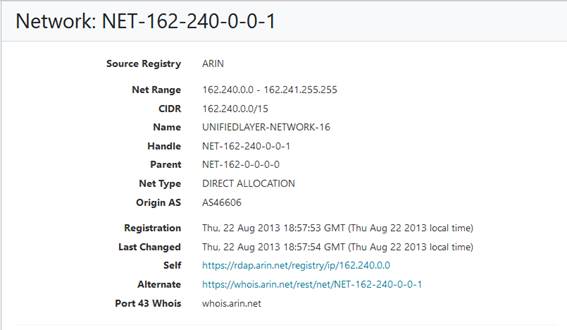 Network: NET-162-240-0-0-1
Source Registry ARIN
Net Range 162.240.0.0 - 162.241.255.255
CIDR 162.240.0.0/15
Name UNIFIEDLAYER-NETWORK-16
Handle NET-162-240-0-0-1
Parent NET-162-0-0-0-0
Net Type DIRECT ALLOCATION
Origin AS AS46606
Registration Thu, 22 Aug 2013 18:57:53 GMT (Thu Aug 22 2013 local time)
Last Changed Thu, 22 Aug 2013 18:57:54 GMT (Thu Aug 22 2013 local time)
Self https://rdap.arin.net/registry/ip/162.240.0.0
Alternate https://whois.arin.net/rest/net/NET-162-240-0-0-1
Port 43 Whois whois.arin.net